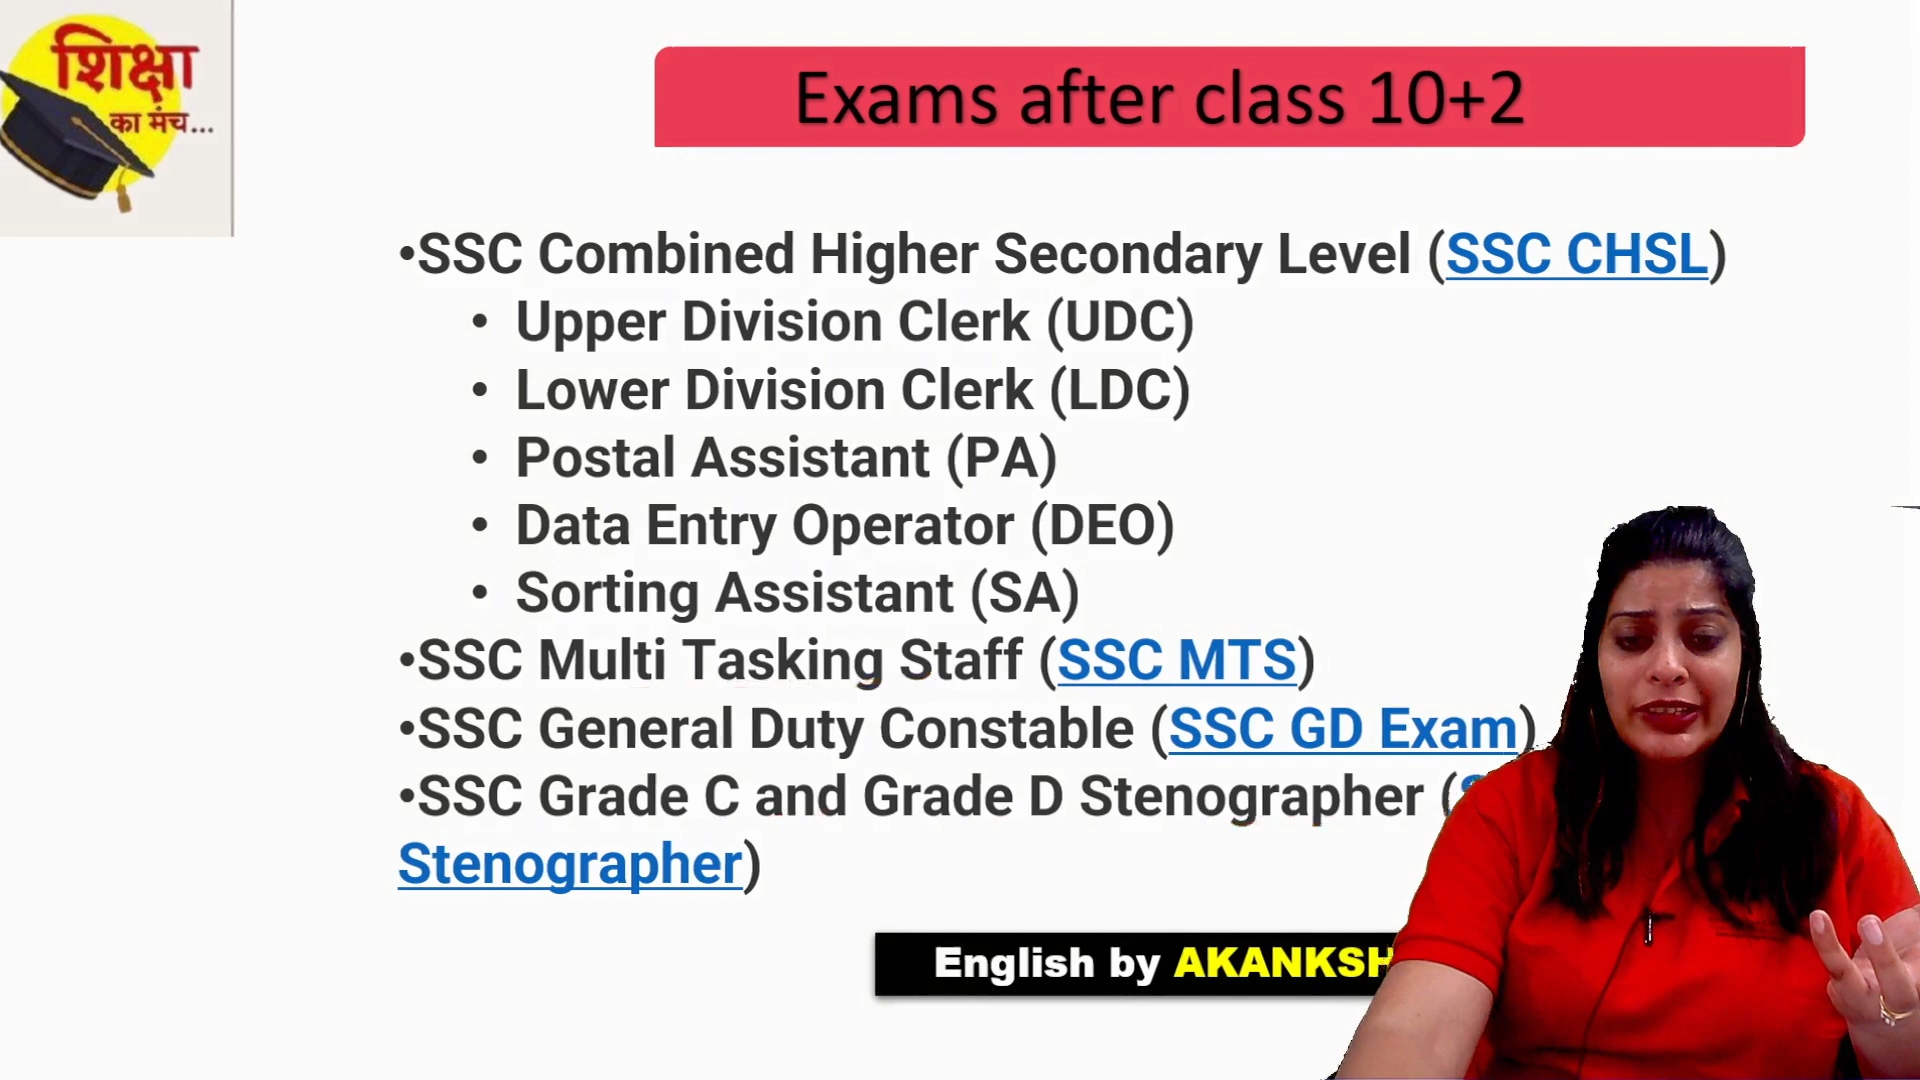 शिक्षा
का मंच...
Exams after class 10+2
•SSC Combined Higher Secondary Level (SSC CHSL)
• Upper Division Clerk (UDC)
• Lower Division Clerk (LDC)
• Postal Assistant (PA)
• Data Entry Operator (DEO)
• Sorting Assistant (SA)
•SSC Multi Tasking Staff (SSC MTS)
•SSC General Duty Constable (SSC GD Exam)
•SSC Grade C and Grade D Stenographer (
Stenographer)
English by